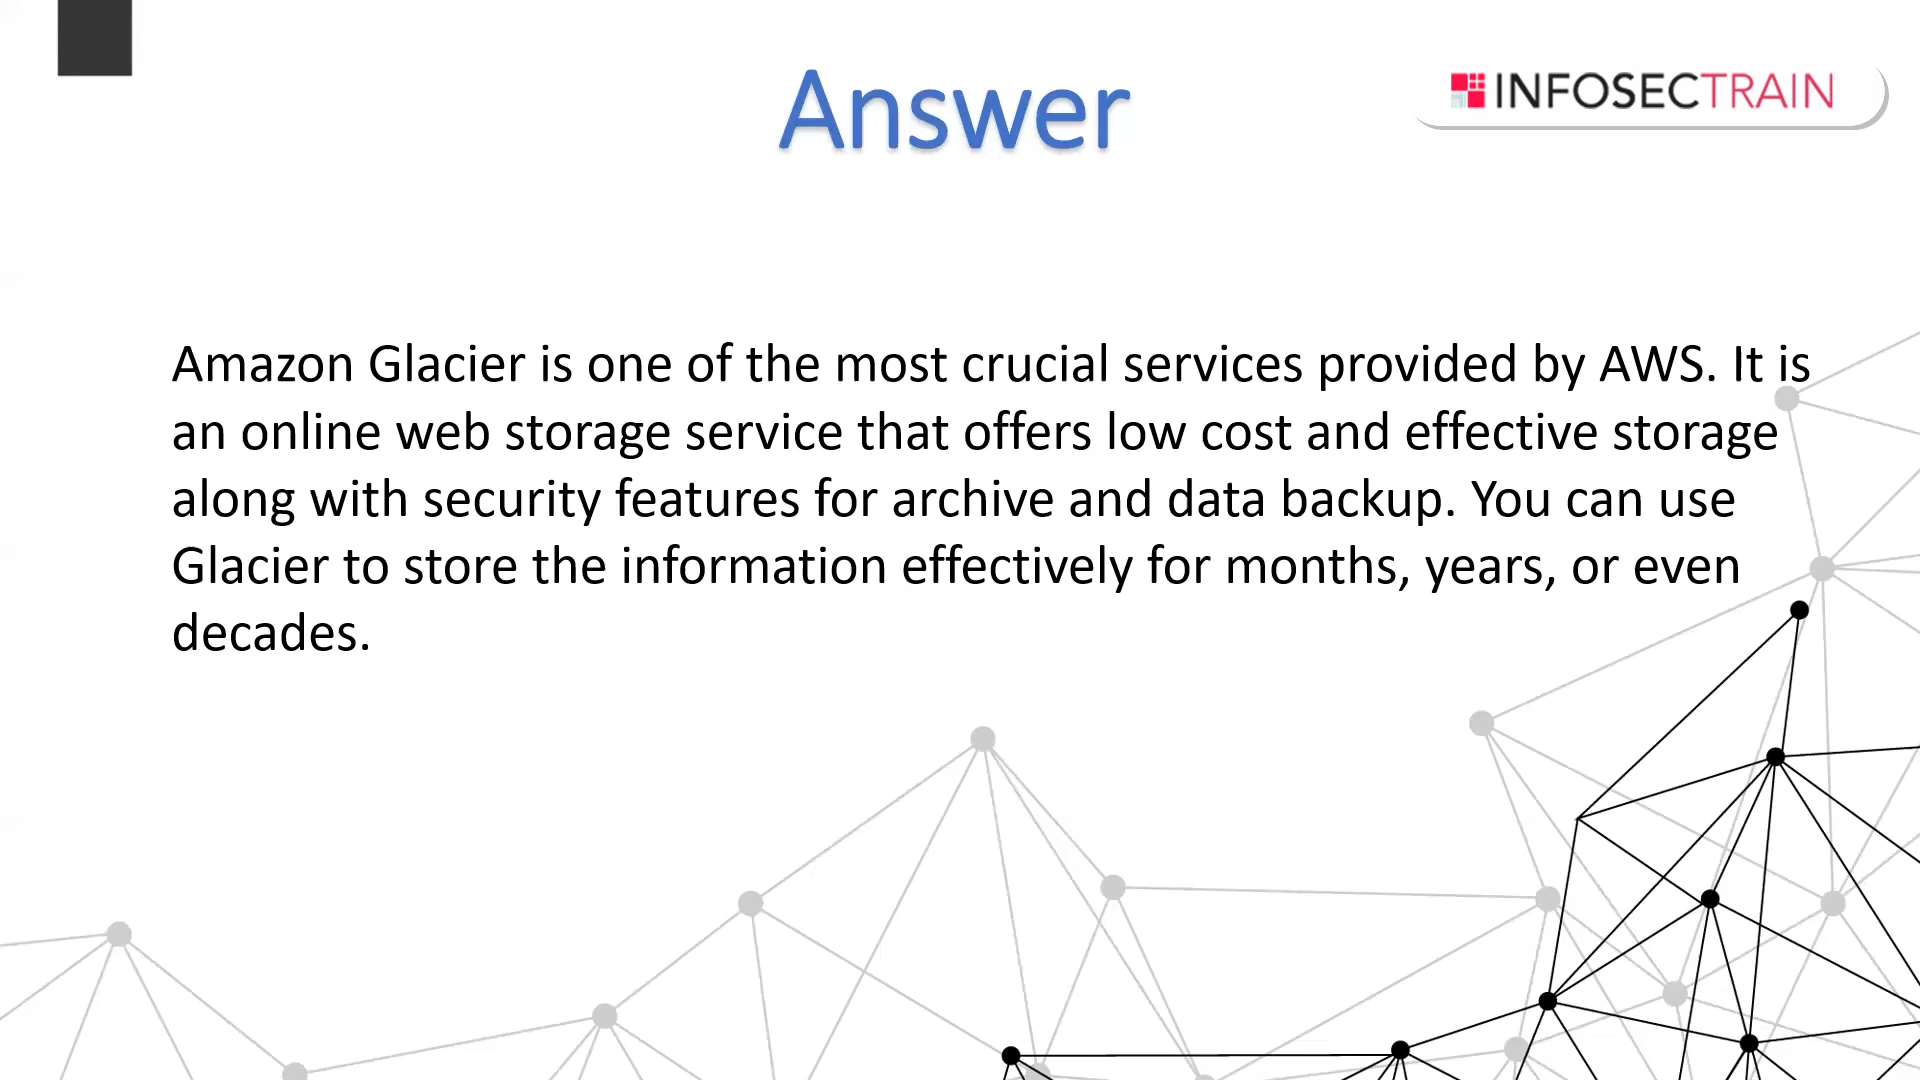 Answer
INFOSECTRAIN
Amazon Glacier is one of the most crucial services provided by AWS. It is
an online web storage service that offers low cost and effective storage
along with security features for archive and data backup. You can use
Glacier to store the information effectively for months, years, or even
decades.